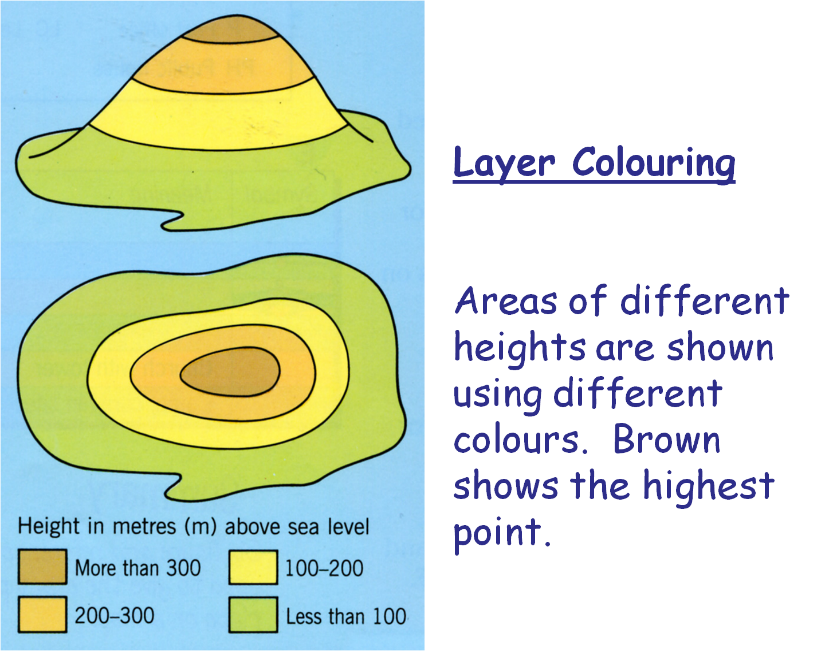 Layer Colouring
Areas of different
heights are shown
using different
colours.  Brown
shows the highest
point.
Height in metres (m) above sea level
More than 300
100–200
200–300
Less than 100